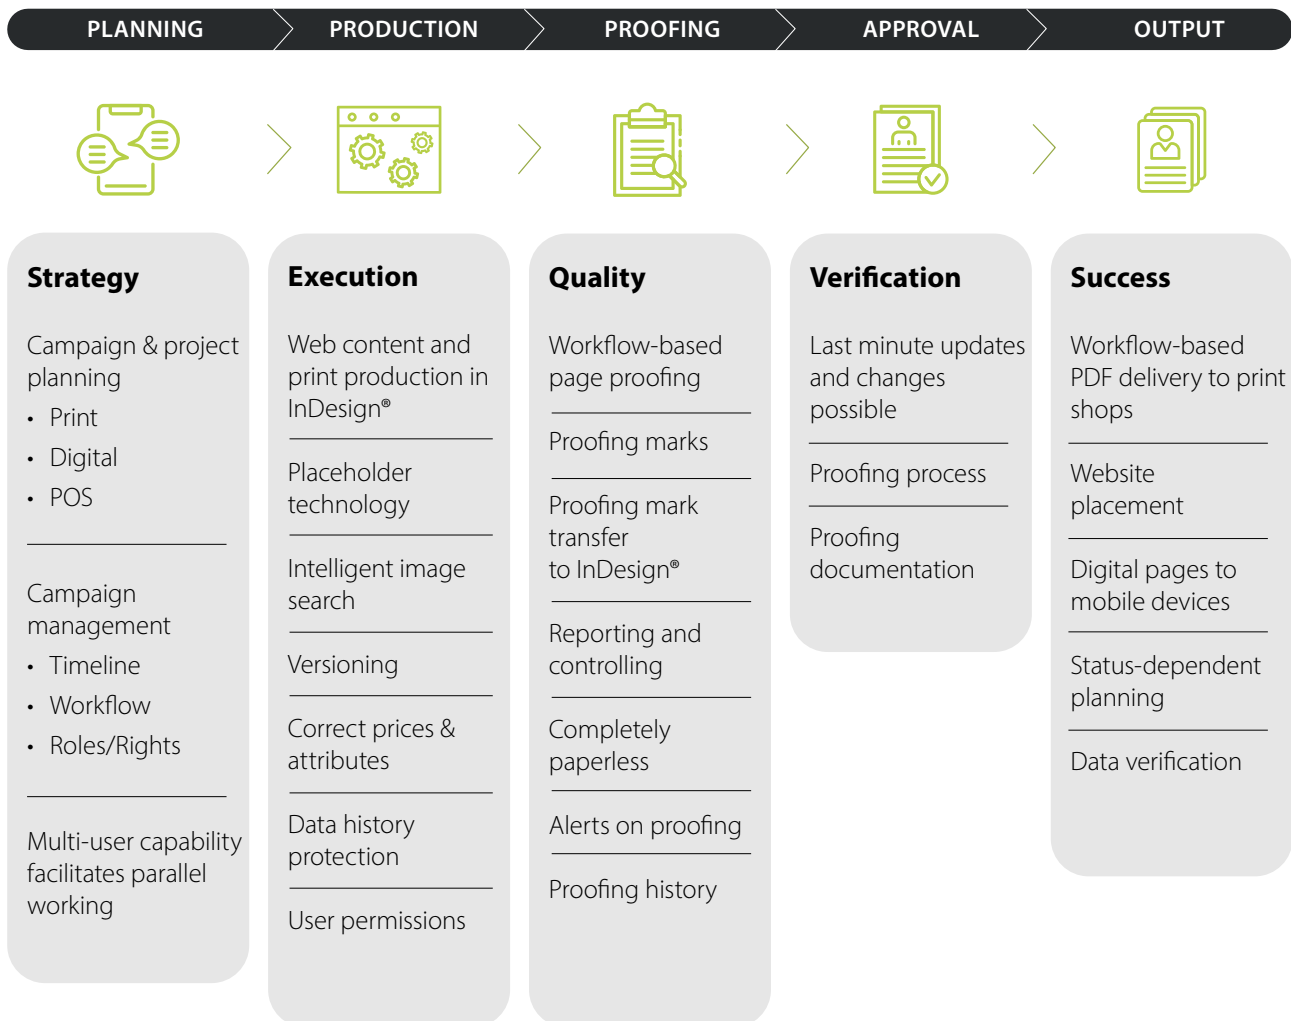 PLANNING
PRODUCTION
PROOFING
APPROVAL
OUTPUT
Strategy
Campaign & project
planning
• Print
• Digital
• POS
Campaign
management
• Timeline
• Workflow
• Roles/Rights
Multi-user capability
facilitates parallel
working
Execution
Web content and
print production in
InDesign®
Placeholder
technology
Intelligent image
search
Versioning
Correct prices &
attributes
Data history
protection
User permissions
Quality
Workflow-based
page proofing
Proofing marks
Proofing mark
transfer
to InDesign®
Reporting and
controlling
Completely
paperless
Alerts on proofing
Proofing history
Verification
Last minute updates
and changes
possible
Proofing process
Proofing
documentation
Success
Workflow-based
PDF delivery to print
shops
Website
placement
Digital pages to
mobile devices
Status-dependent
planning
Data verification